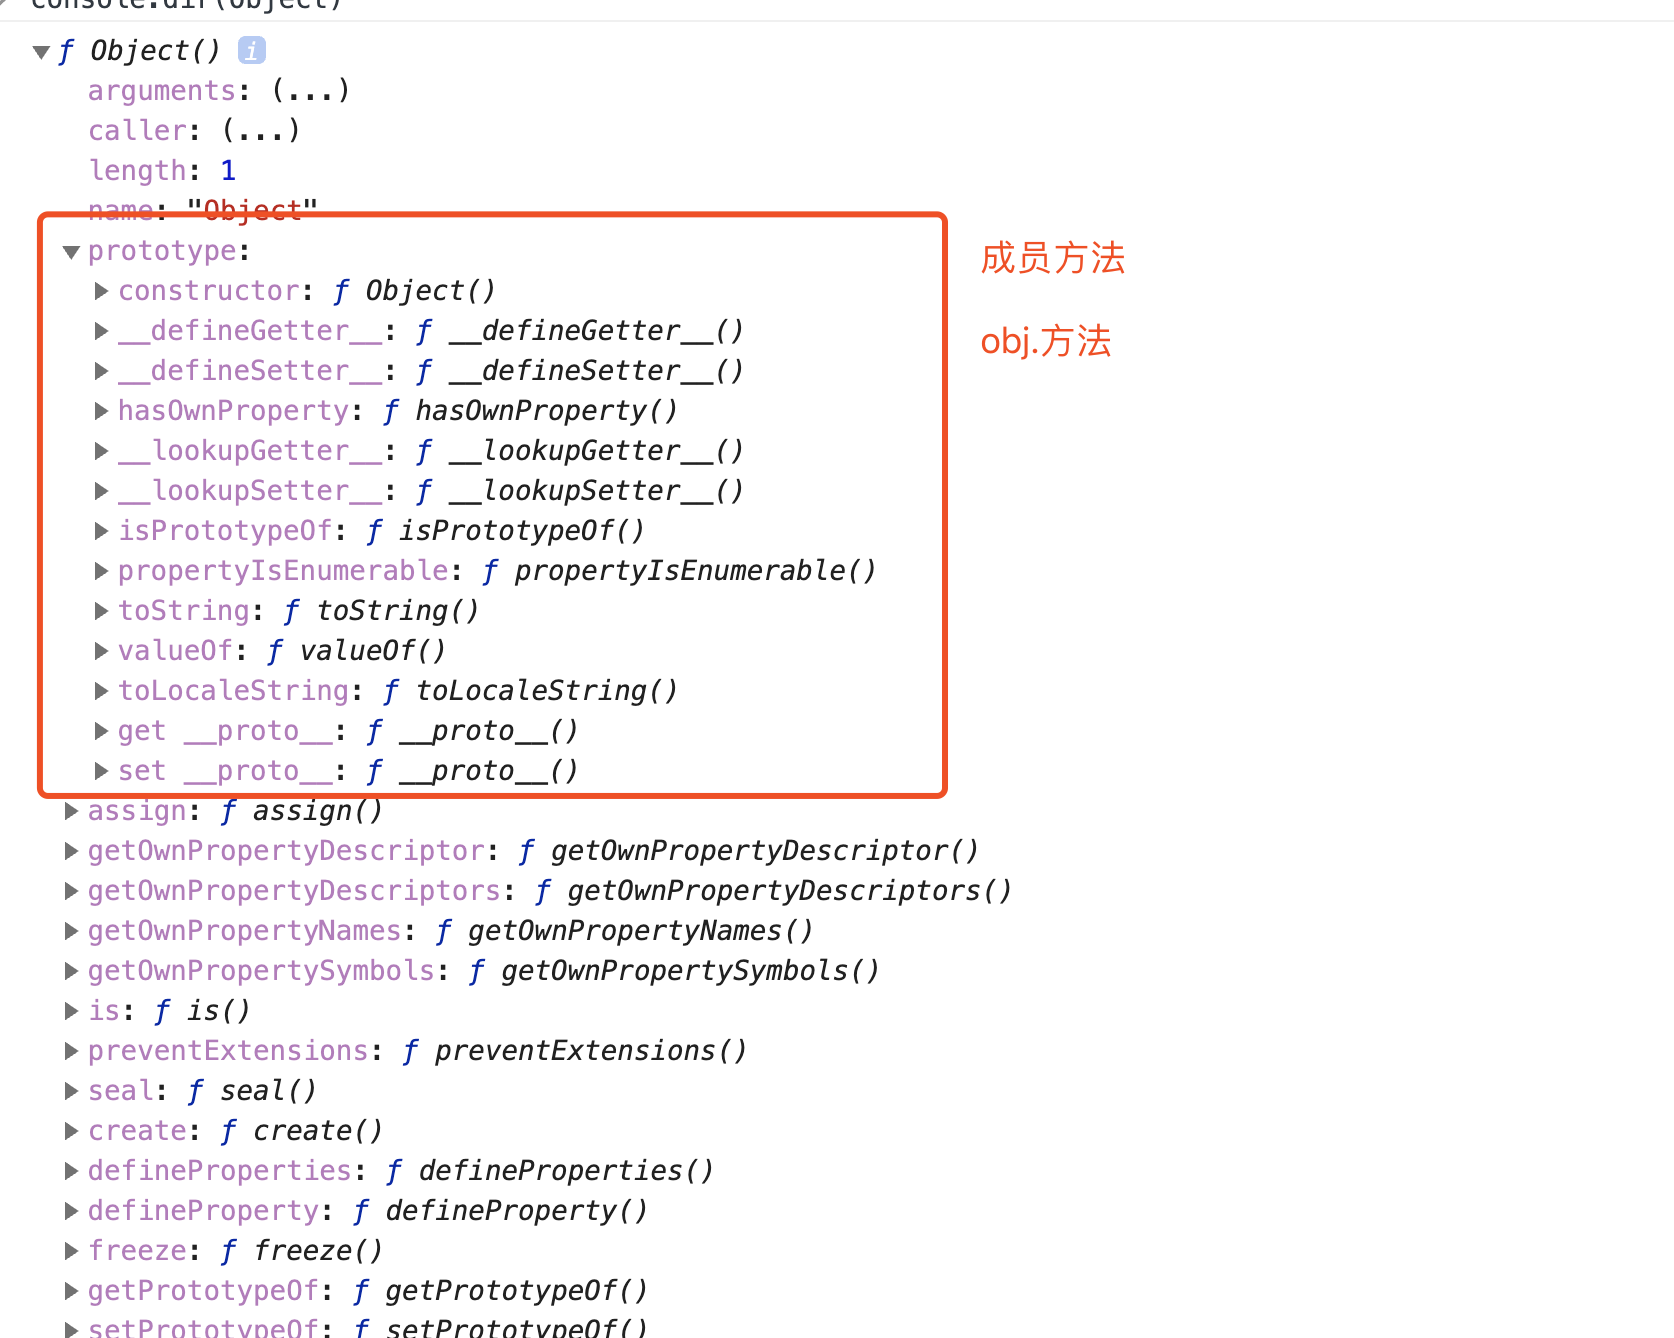 console.dir(Object)
ƒ Object() i
arguments: (...)
caller: (...)
length: 1
name: "Object"
prototype:
成员方法
constructor: ƒ Object()
__defineGetter__: ƒ __defineGetter__()
obj.方法
__defineSetter__: ƒ __defineSetter__()
hasOwnProperty: ƒ hasOwnProperty()
__lookupGetter__: ƒ __lookupGetter__()
__lookupSetter__: ƒ __lookupSetter__()
isPrototypeOf: ƒ isPrototypeOf()
propertyIsEnumerable: ƒ propertyIsEnumerable()
toString: ƒ toString()
valueOf: ƒ valueOf()
toLocaleString: ƒ toLocaleString()
get __proto__: ƒ __proto__()
set __proto__: ƒ __proto__()
assign: ƒ assign()
getOwnPropertyDescriptor: ƒ getOwnPropertyDescriptor()
getOwnPropertyDescriptors: ƒ getOwnPropertyDescriptors()
getOwnPropertyNames: ƒ getOwnPropertyNames()
getOwnPropertySymbols: ƒ getOwnPropertySymbols()
is: ƒ is()
preventExtensions: ƒ preventExtensions()
seal: ƒ seal()
create: ƒ create()
defineProperties: ƒ defineProperties()
defineProperty: ƒ defineProperty()
freeze: ƒ freeze()
getPrototypeOf: ƒ getPrototypeOf()
setPrototypeOf: ƒ setPrototypeOf()